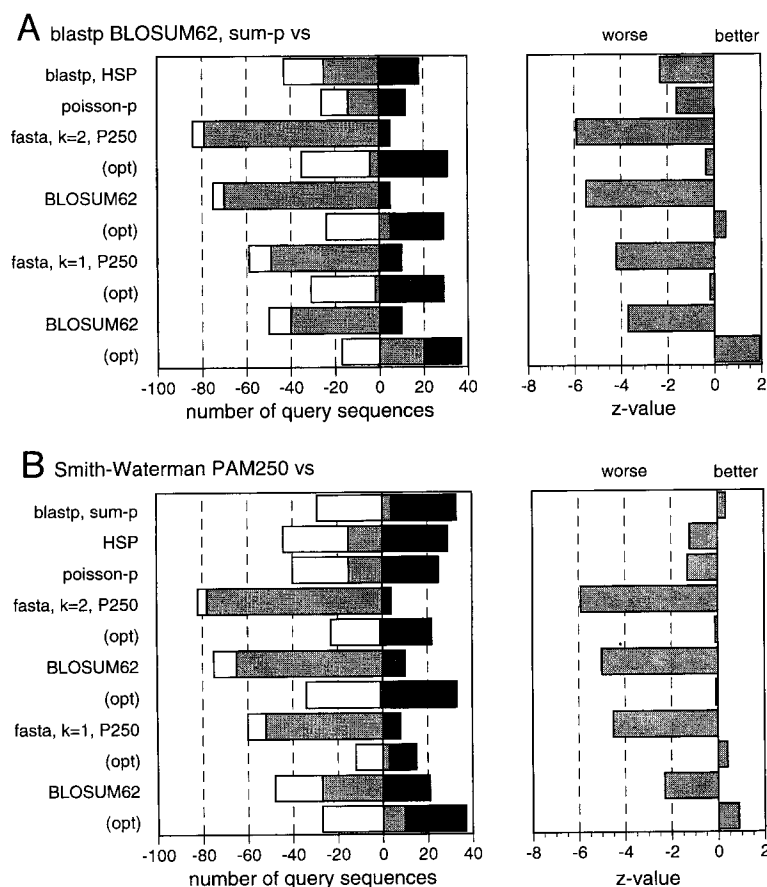 A blastp BLOSUM62, sum-p vs
worse better
blastp, HSP
poisson-p
fasta, k=2, P250
(opt)
BLOSUM62
(opt)
fasta, k=1, P250
(opt)
BLOSUM62
(opt)
-100 -80 -60 -40 -20 0 20 40
number of query sequences
-8 -6 -4 -2 0 2
z-value
B Smith-Waterman PAM250 vs
worse better
blastp, sum-p
HSP
poisson-p
fasta, k=2, P250
(opt)
BLOSUM62
(opt)
fasta, k=1, P250
(opt)
BLOSUM62
(opt)
-100 -80 -60 -40 -20 0 20 40
number of query sequences
-8 -6 -4 -2 0 2
z-value